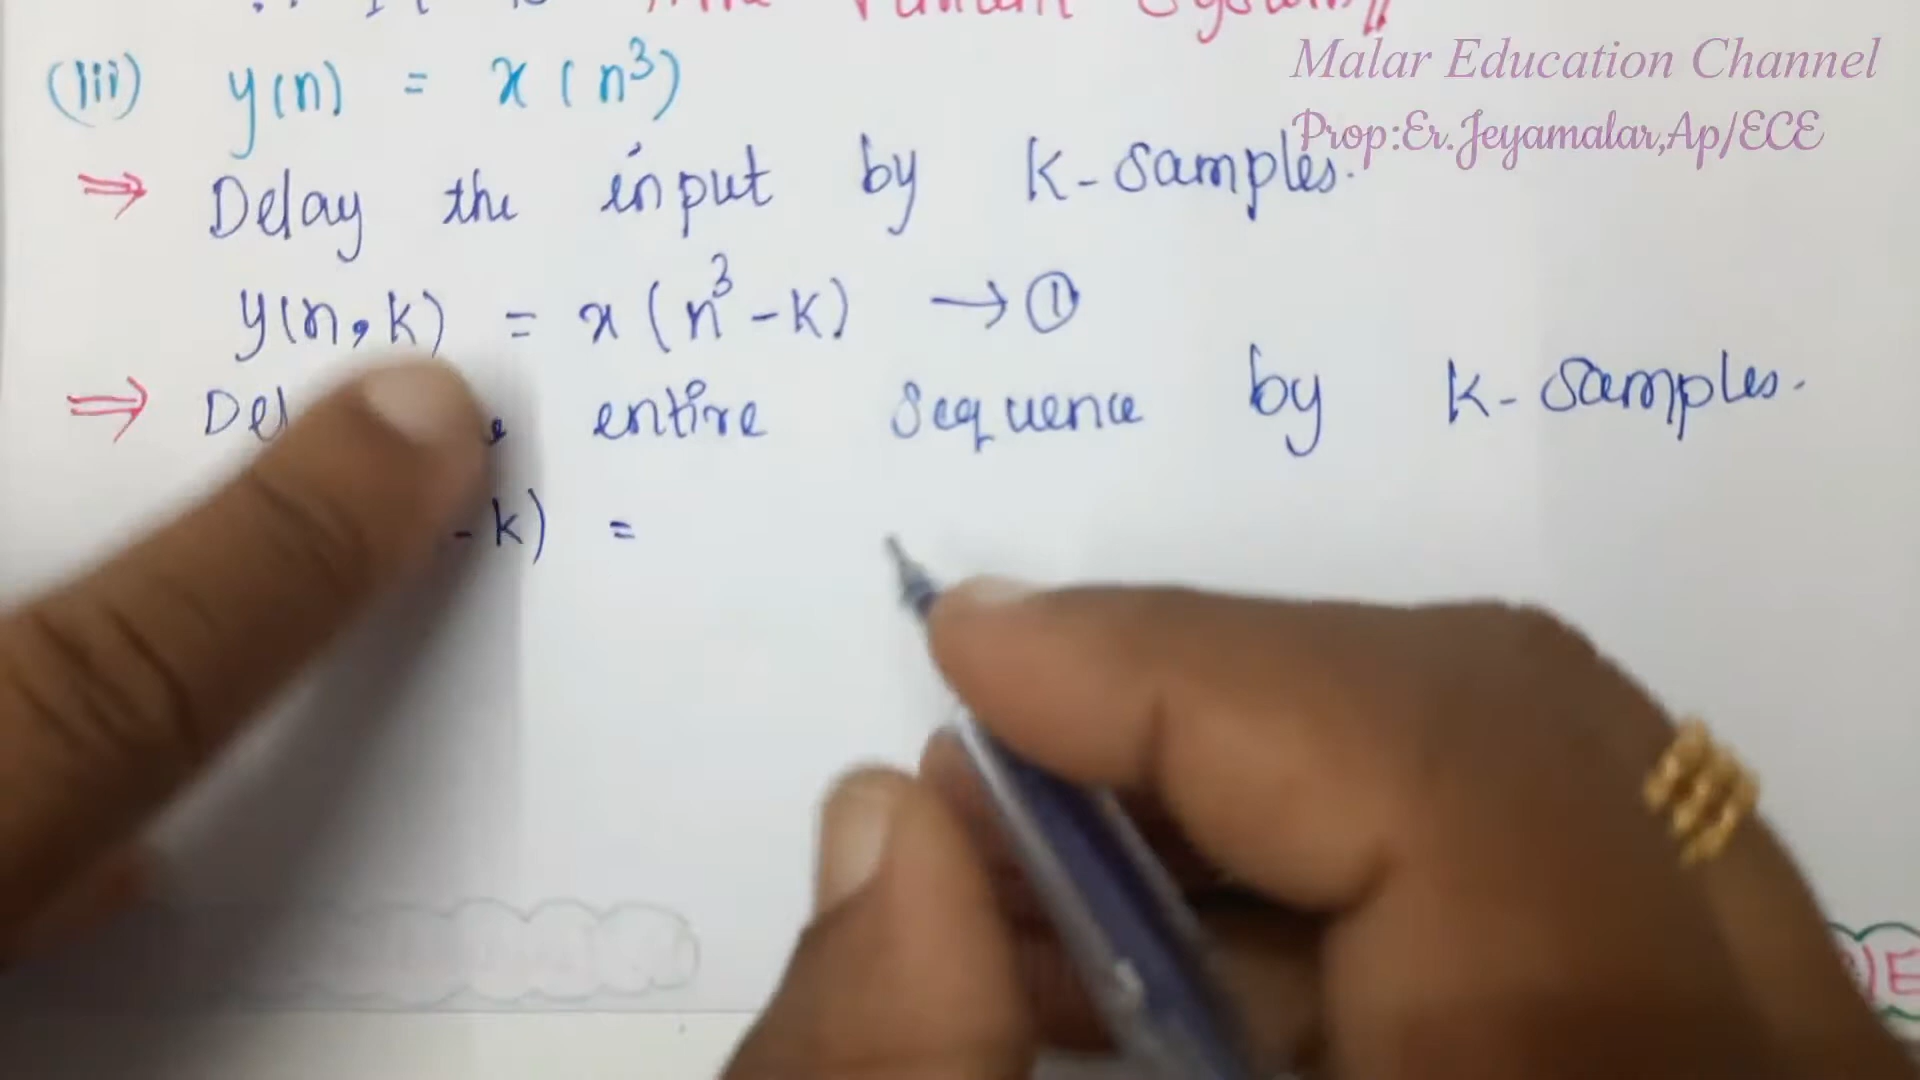 Malar Education Channel
Prop:Er.Jeyamalar,Ap/ECE
(iii) y(n) = x(n³)
⇒ Delay the input by k-samples.
y(n,k) = x(n³-k) → ①
⇒ entire sequence by k-samples.
-k) =